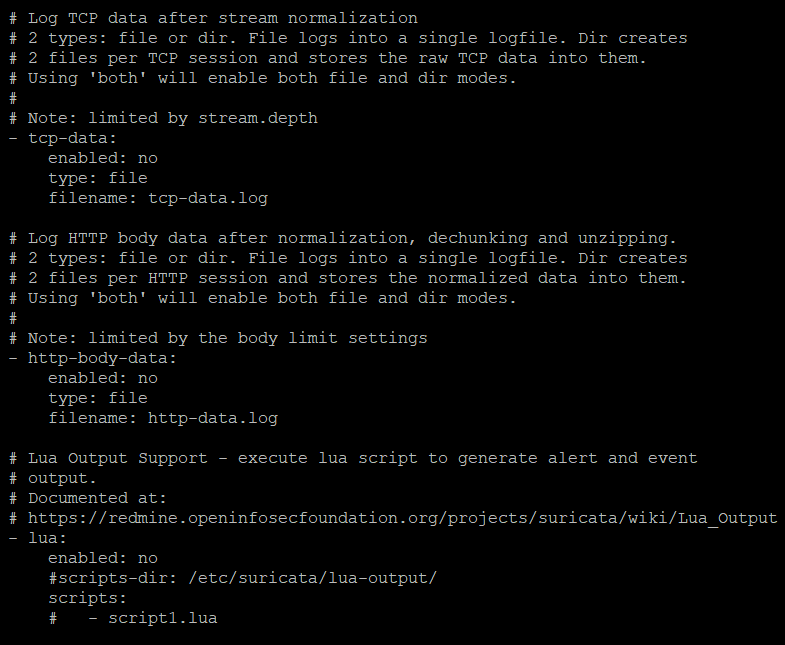 # Log TCP data after stream normalization
# 2 types: file or dir. File logs into a single logfile. Dir creates
# 2 files per TCP session and stores the raw TCP data into them.
# Using 'both' will enable both file and dir modes.
#
# Note: limited by stream.depth
- tcp-data:
    enabled: no
    type: file
    filename: tcp-data.log

# Log HTTP body data after normalization, dechunking and unzipping.
# 2 types: file or dir. File logs into a single logfile. Dir creates
# 2 files per HTTP session and stores the normalized data into them.
# Using 'both' will enable both file and dir modes.
#
# Note: limited by the body limit settings
- http-body-data:
    enabled: no
    type: file
    filename: http-data.log

# Lua Output Support - execute lua script to generate alert and event
# output.
# Documented at:
# https://redmine.openinfosecfoundation.org/projects/suricata/wiki/Lua_Output
- lua:
    enabled: no
    #scripts-dir: /etc/suricata/lua-output/
    scripts:
    #   - script1.lua